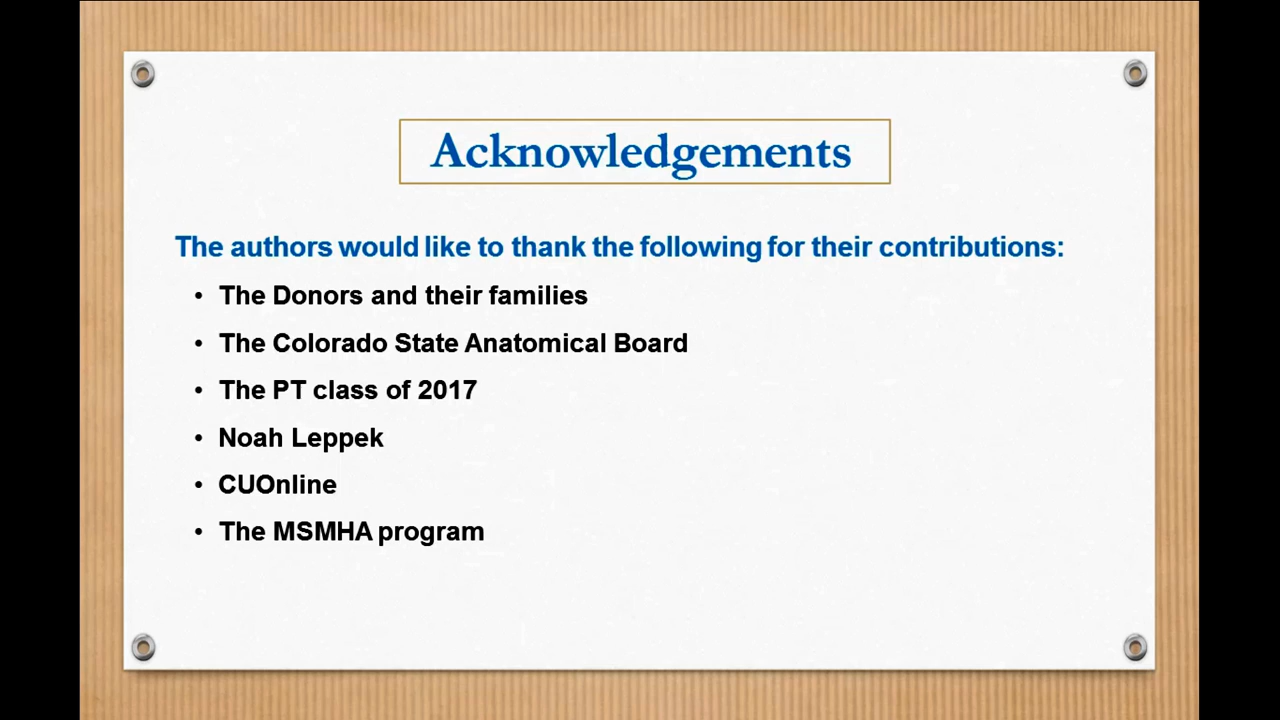 Acknowledgements
The authors would like to thank the following for their contributions:
• The Donors and their families
• The Colorado State Anatomical Board
• The PT class of 2017
• Noah Leppek
• CUOnline
• The MSMHA program